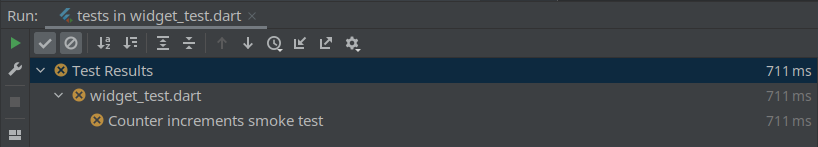 Run: tests in widget_test.dart ×
Test Results 711 ms
widget_test.dart 711 ms
Counter increments smoke test 711 ms